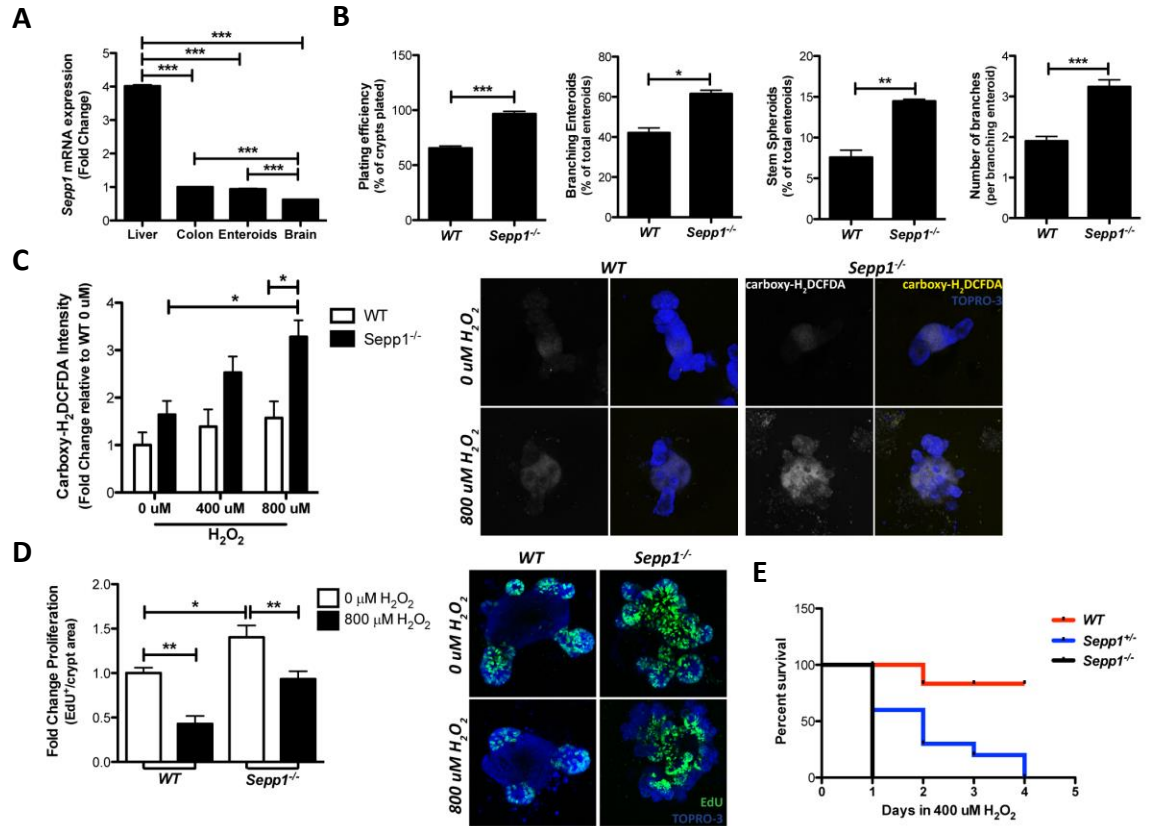 A
Sepp1 mRNA expression
(Fold Change)
5
4
3
2
1
0
***
***
***
***
***
Liver Colon Enteroids Brain
B
Plating efficiency
(% of crypts plated)
150
100
50
0
***
WT Sepp1-/-
Branching Enteroids
(% of total enteroids)
80
60
40
20
0
*
WT Sepp1-/-
Stem Spheroids
(% of total enteroids)
20
15
10
5
0
**
WT Sepp1-/-
Number of branches
(per branching enteroid)
4
3
2
1
0
***
WT Sepp1-/-
C
Carboxy-H2DCFDA Intensity
(Fold Change relative to WT 0 uM)
4
3
2
1
0
*
*
WT
Sepp1-/-
0 uM 400 uM 800 uM
H2O2
WT Sepp1-/-
carboxy-H2DCFDA carboxy-H2DCFDA
TOPRO-3
0 uM H2O2
800 uM H2O2
D
Fold Change Proliferation
(EdU+/crypt area)
2.0
1.5
1.0
0.5
0.0
*
**
**
0 µM H2O2
800 µM H2O2
WT Sepp1-/-
WT Sepp1-/-
0 uM H2O2
800 uM H2O2
EdU
TOPRO-3
E
Percent survival
150
100
50
0
0 1 2 3 4 5
Days in 400 uM H2O2
WT
Sepp1+/-
Sepp1-/-